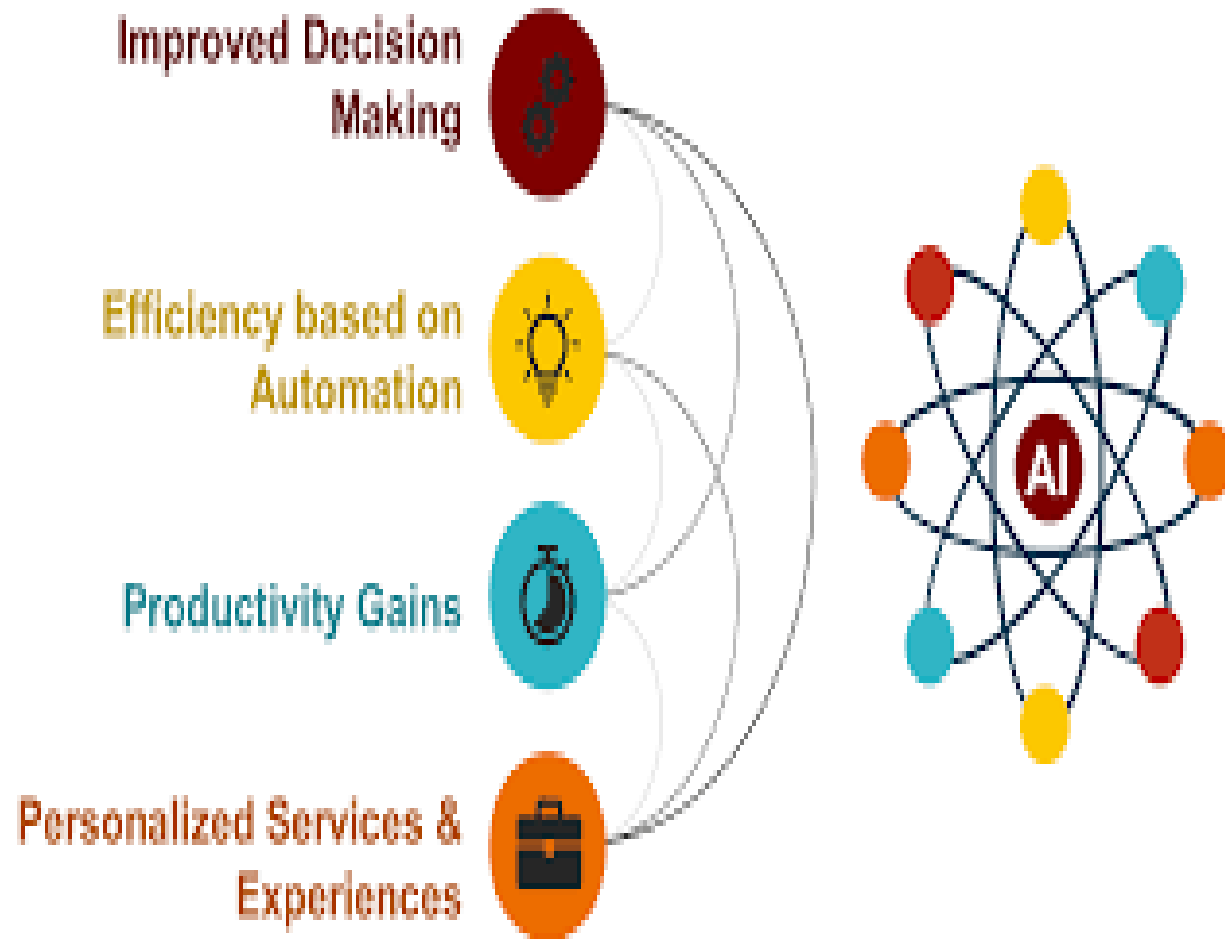 Improved Decision
Making
Efficiency based on
Automation
Productivity Gains
Personalized Services &
Experiences
AI